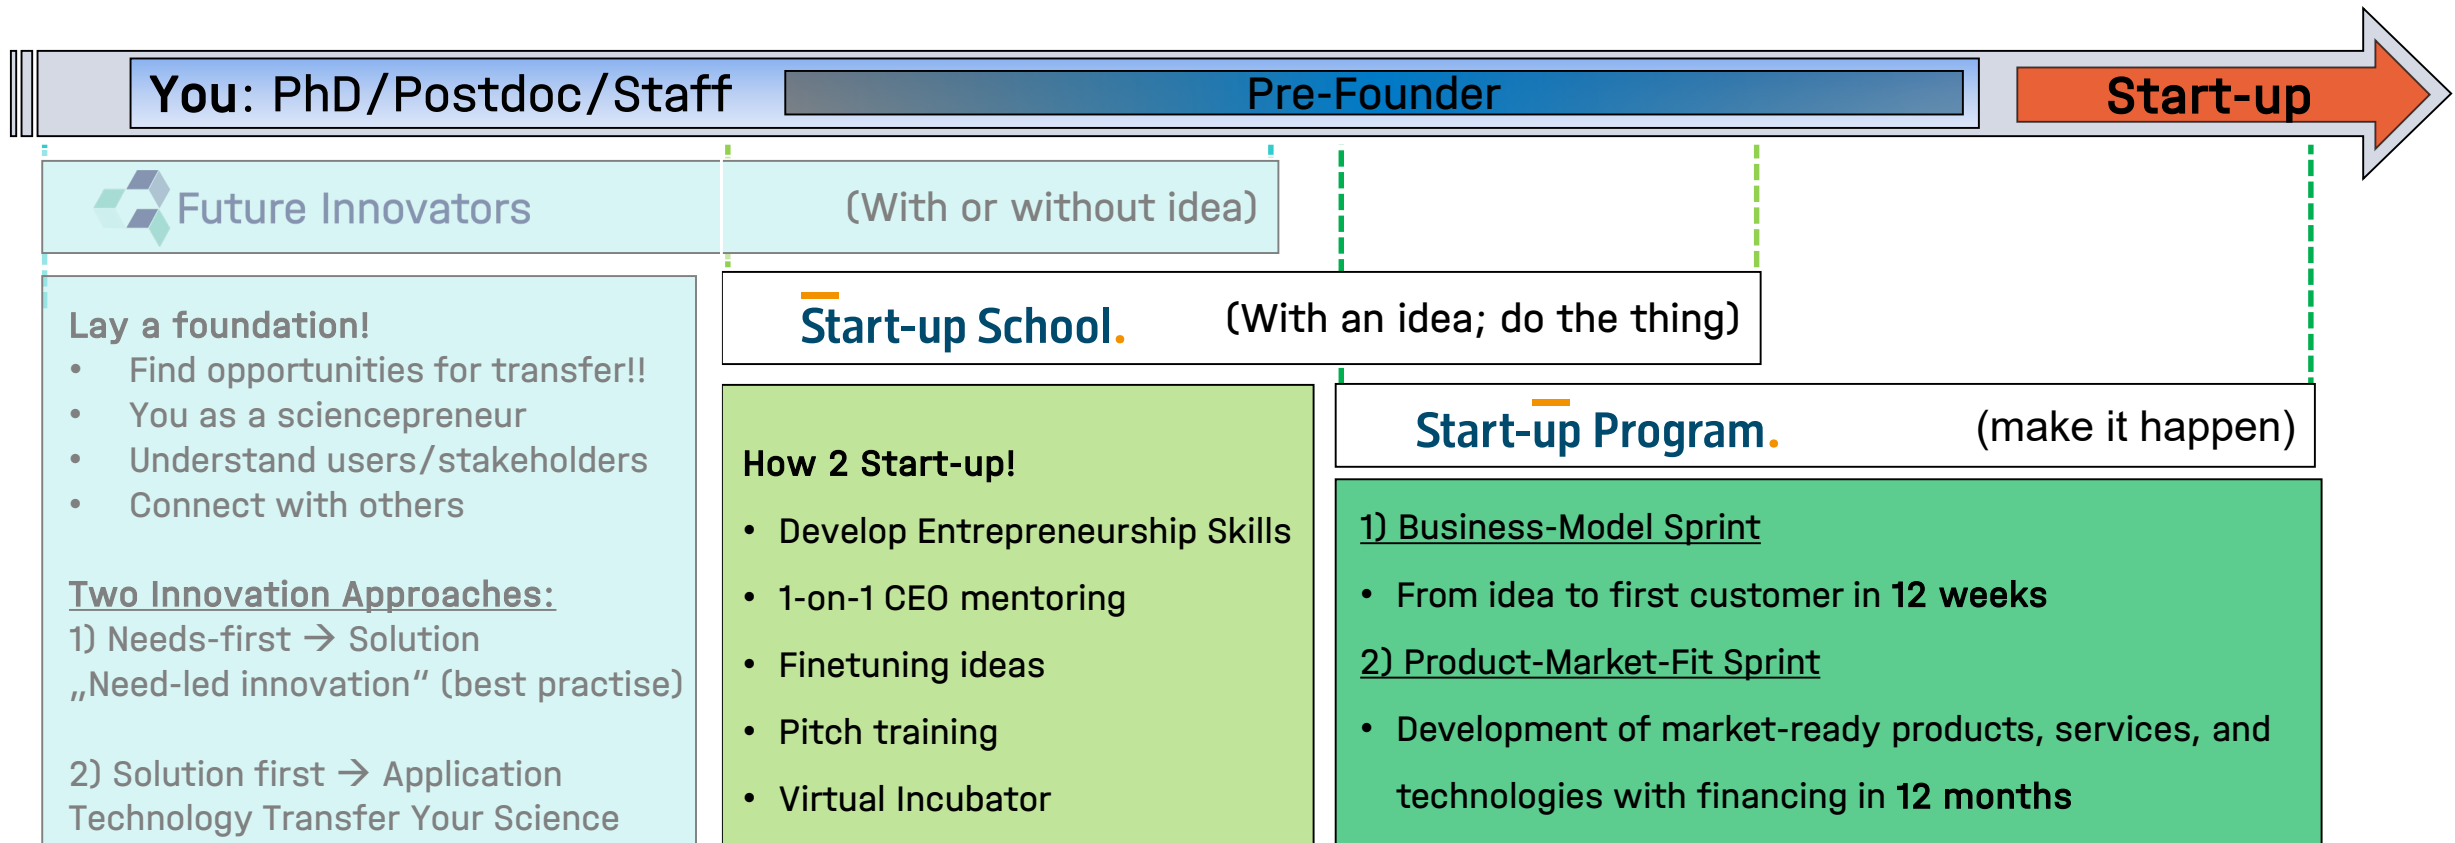 You: PhD/Postdoc/Staff
Pre-Founder
Start-up
Future Innovators
(With or without idea)
Lay a foundation!
• Find opportunities for transfer!!
• You as a sciencepreneur
• Understand users/stakeholders
• Connect with others
Two Innovation Approaches:
1) Needs-first → Solution
„Need-led innovation“ (best practise)
2) Solution first → Application
Technology Transfer Your Science
Start-up School.
(With an idea; do the thing)
How 2 Start-up!
• Develop Entrepreneurship Skills
• 1-on-1 CEO mentoring
• Finetuning ideas
• Pitch training
• Virtual Incubator
Start-up Program.
(make it happen)
1) Business-Model Sprint
• From idea to first customer in 12 weeks
2) Product-Market-Fit Sprint
• Development of market-ready products, services, and
technologies with financing in 12 months